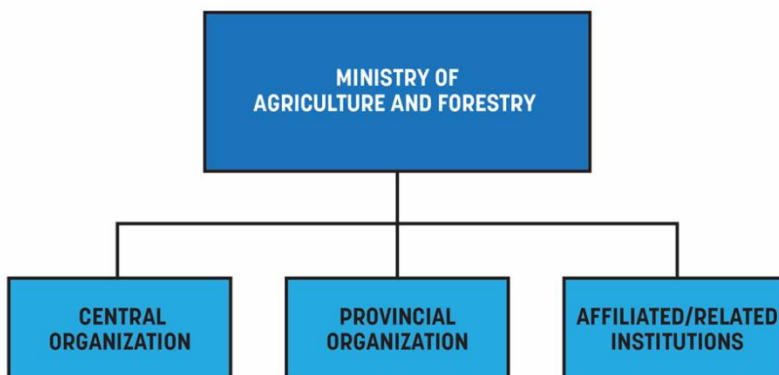 MINISTRY OF
AGRICULTURE AND FORESTRY
CENTRAL
ORGANIZATION
PROVINCIAL
ORGANIZATION
AFFILIATED/RELATED
INSTITUTIONS